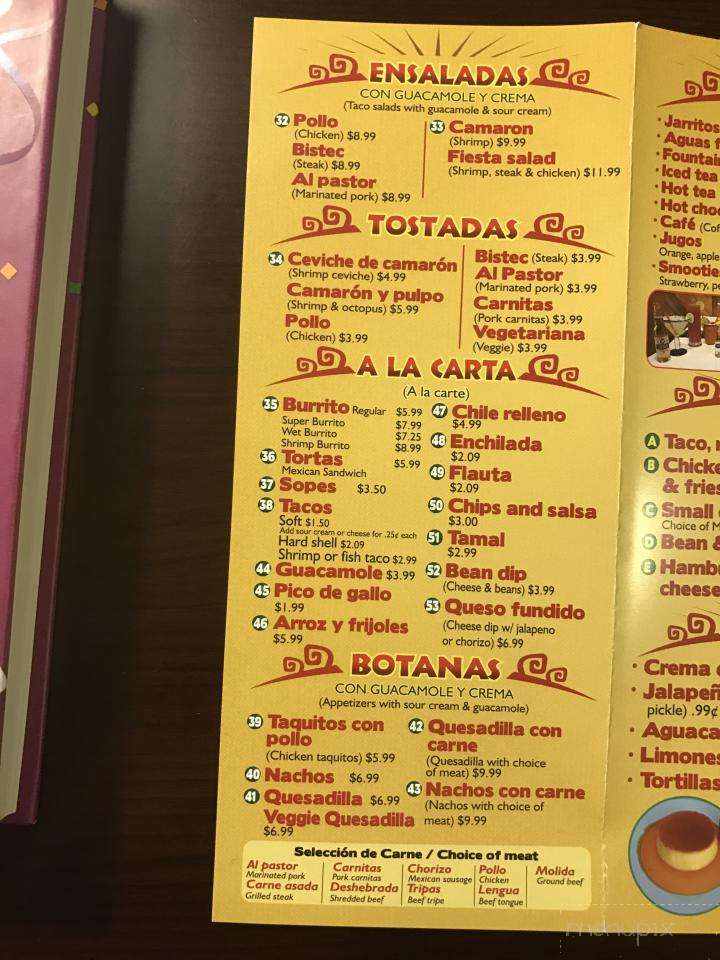 ENSALADAS
CON GUACAMOLE Y CREMA
(Taco salads with guacamole & sour cream)
32 Pollo
(Chicken) $8.99
Bistec
(Steak) $8.99
Al pastor
(Marinated pork) $8.99
33 Camaron
(Shrimp) $9.99
Fiesta salad
(Shrimp, steak & chicken) $11.99
TOSTADAS
34 Ceviche de camarón
(Shrimp ceviche) $4.99
Camarón y pulpo
(Shrimp & octopus) $5.99
Pollo
(Chicken) $3.99
Bistec (Steak) $3.99
Al Pastor
(Marinated pork) $3.99
Carnitas
(Pork carnitas) $3.99
Vegetariana
(Veggie) $3.99
A LA CARTA
(A la carte)
35 Burrito Regular $5.99
Super Burrito $7.99
Wet Burrito $7.25
Shrimp Burrito $8.99
36 Tortas $5.99
Mexican Sandwich
37 Sopes $3.50
38 Tacos
Soft $1.50
Add sour cream or cheese for .25¢ each
Hard shell $2.09
Shrimp or fish taco $2.99
44 Guacamole $3.99
45 Pico de gallo
$1.99
46 Arroz y frijoles
$5.99
47 Chile relleno
$4.99
48 Enchilada
$2.09
49 Flauta
$2.09
50 Chips and salsa
$3.00
51 Tamal
$2.99
52 Bean dip
(Cheese & beans) $3.99
53 Queso fundido
(Cheese dip w/ jalapeno
or chorizo) $6.99
BOTANAS
CON GUACAMOLE Y CREMA
(Appetizers with sour cream & guacamole)
39 Taquitos con
pollo
(Chicken taquitos) $5.99
40 Nachos $6.99
41 Quesadilla $6.99
Veggie Quesadilla
$6.99
42 Quesadilla con
carne
(Quesadilla with choice
of meat) $9.99
43 Nachos con carne
(Nachos with choice of
meat) $9.99
Selección de Carne / Choice of meat
Al pastor
Marinated pork
Carne asada
Grilled steak
Carnitas
Pork carnitas
Deshebrada
Shredded beef
Chorizo
Mexican sausage
Tripas
Beef tripe
Pollo
Chicken
Lengua
Beef tongue
Molida
Ground beef
Jarritos
Aguas f
Fountain
Iced tea
Hot tea
Hot choc
Café (Cof
Jugos
Orange, apple
Smoothie
Strawberry, pe
A Taco,
B Chicke
& fries
C Small
Choice of M
D Bean &
E Hambu
cheese
Crema
Jalapeñ
pickle) .99¢
Aguaca
Limones
Tortillas
menupix